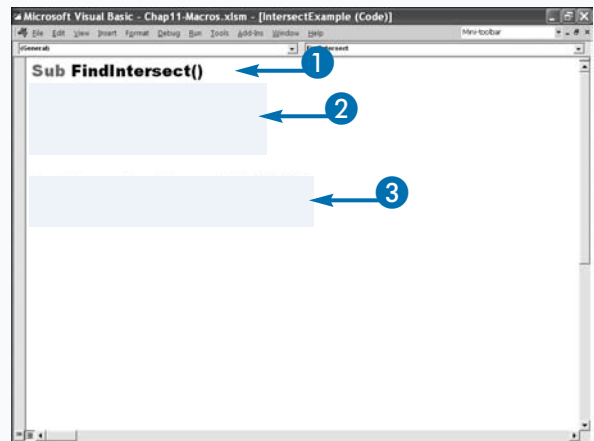 Microsoft Visual Basic - Chap11-Macros.xlsm - [IntersectExample (Code)]
File Edit View Insert Format Debug Run Tools Add-Ins Window Help Mini-toolbar
(General)
Sub FindIntersect() 1
2
3